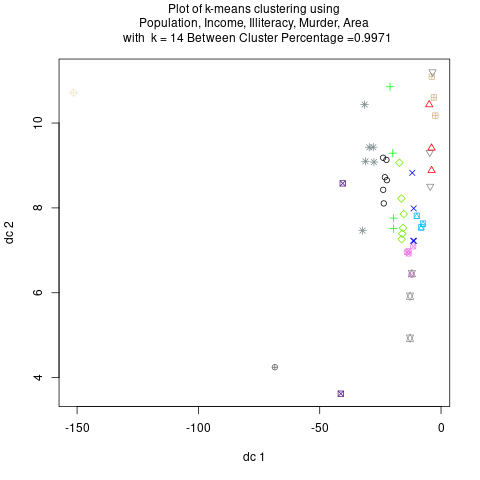 Plot of k-means clustering using
Population, Income, Illiteracy, Murder, Area
with k = 14 Between Cluster Percentage =0.9971
10
8
6
4
dc 2
-150
-100
-50
0
dc 1